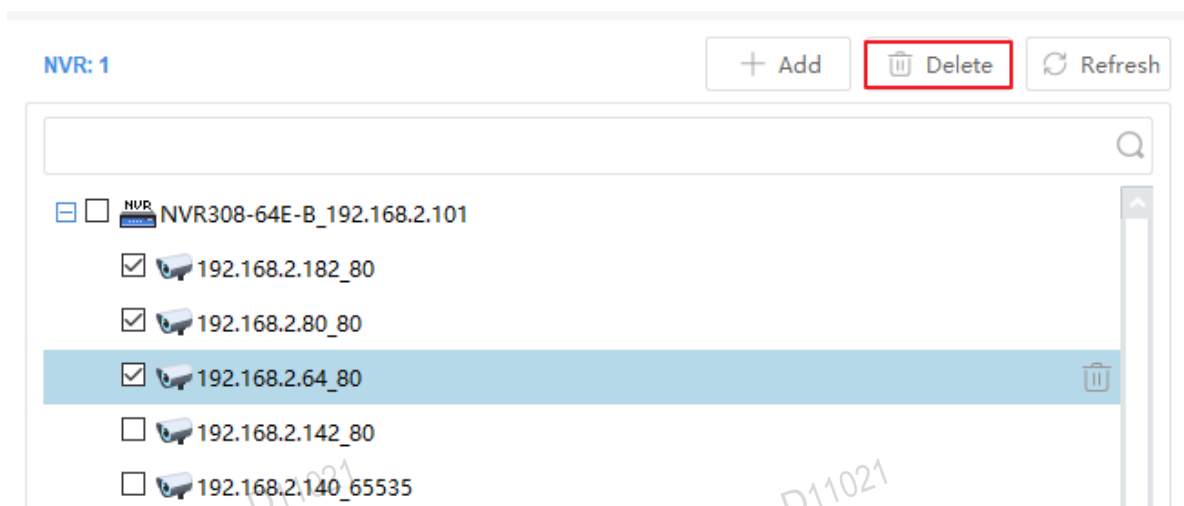 NVR: 1
Add
Delete
Refresh
NVR
NVR308-64E-B_192.168.2.101
192.168.2.182_80
192.168.2.80_80
192.168.2.64_80
192.168.2.142_80
192.168.2.140_65535
D11021
D11021